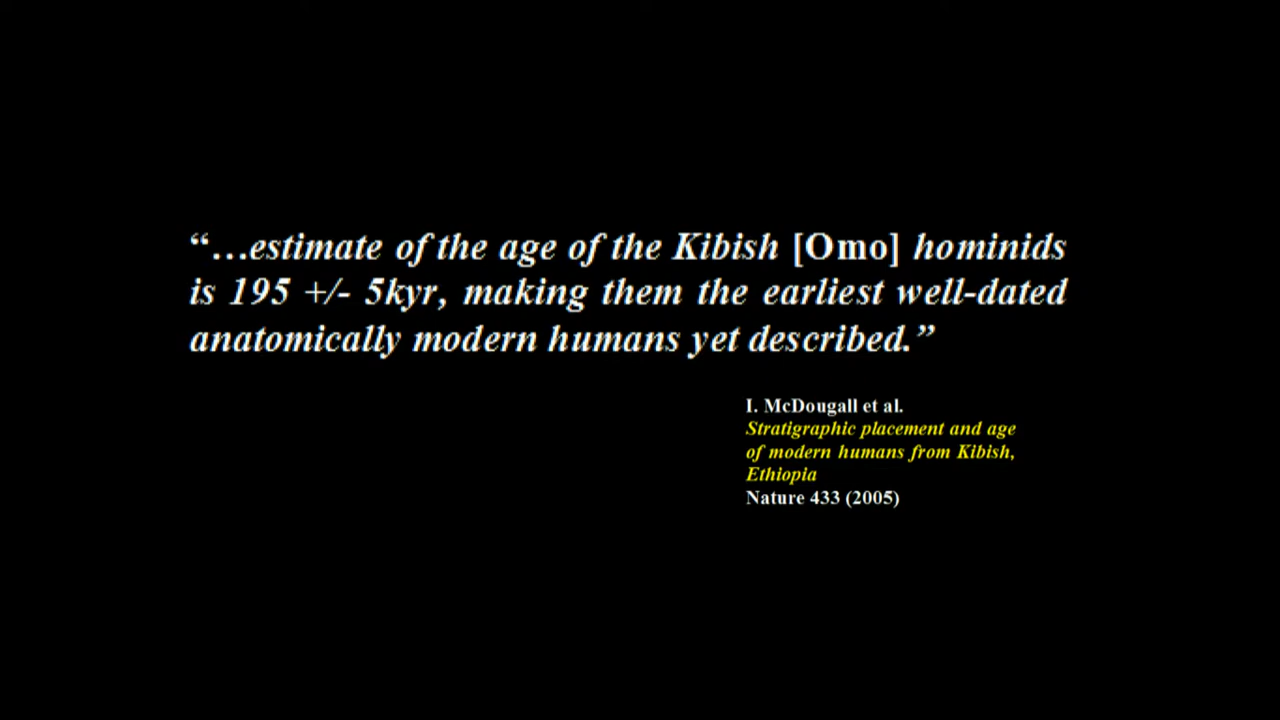 “…estimate of the age of the Kibish [Omo] hominids
is 195 +/- 5kyr, making them the earliest well-dated
anatomically modern humans yet described.”
I. McDougall et al.
Stratigraphic placement and age
of modern humans from Kibish,
Ethiopia
Nature 433 (2005)